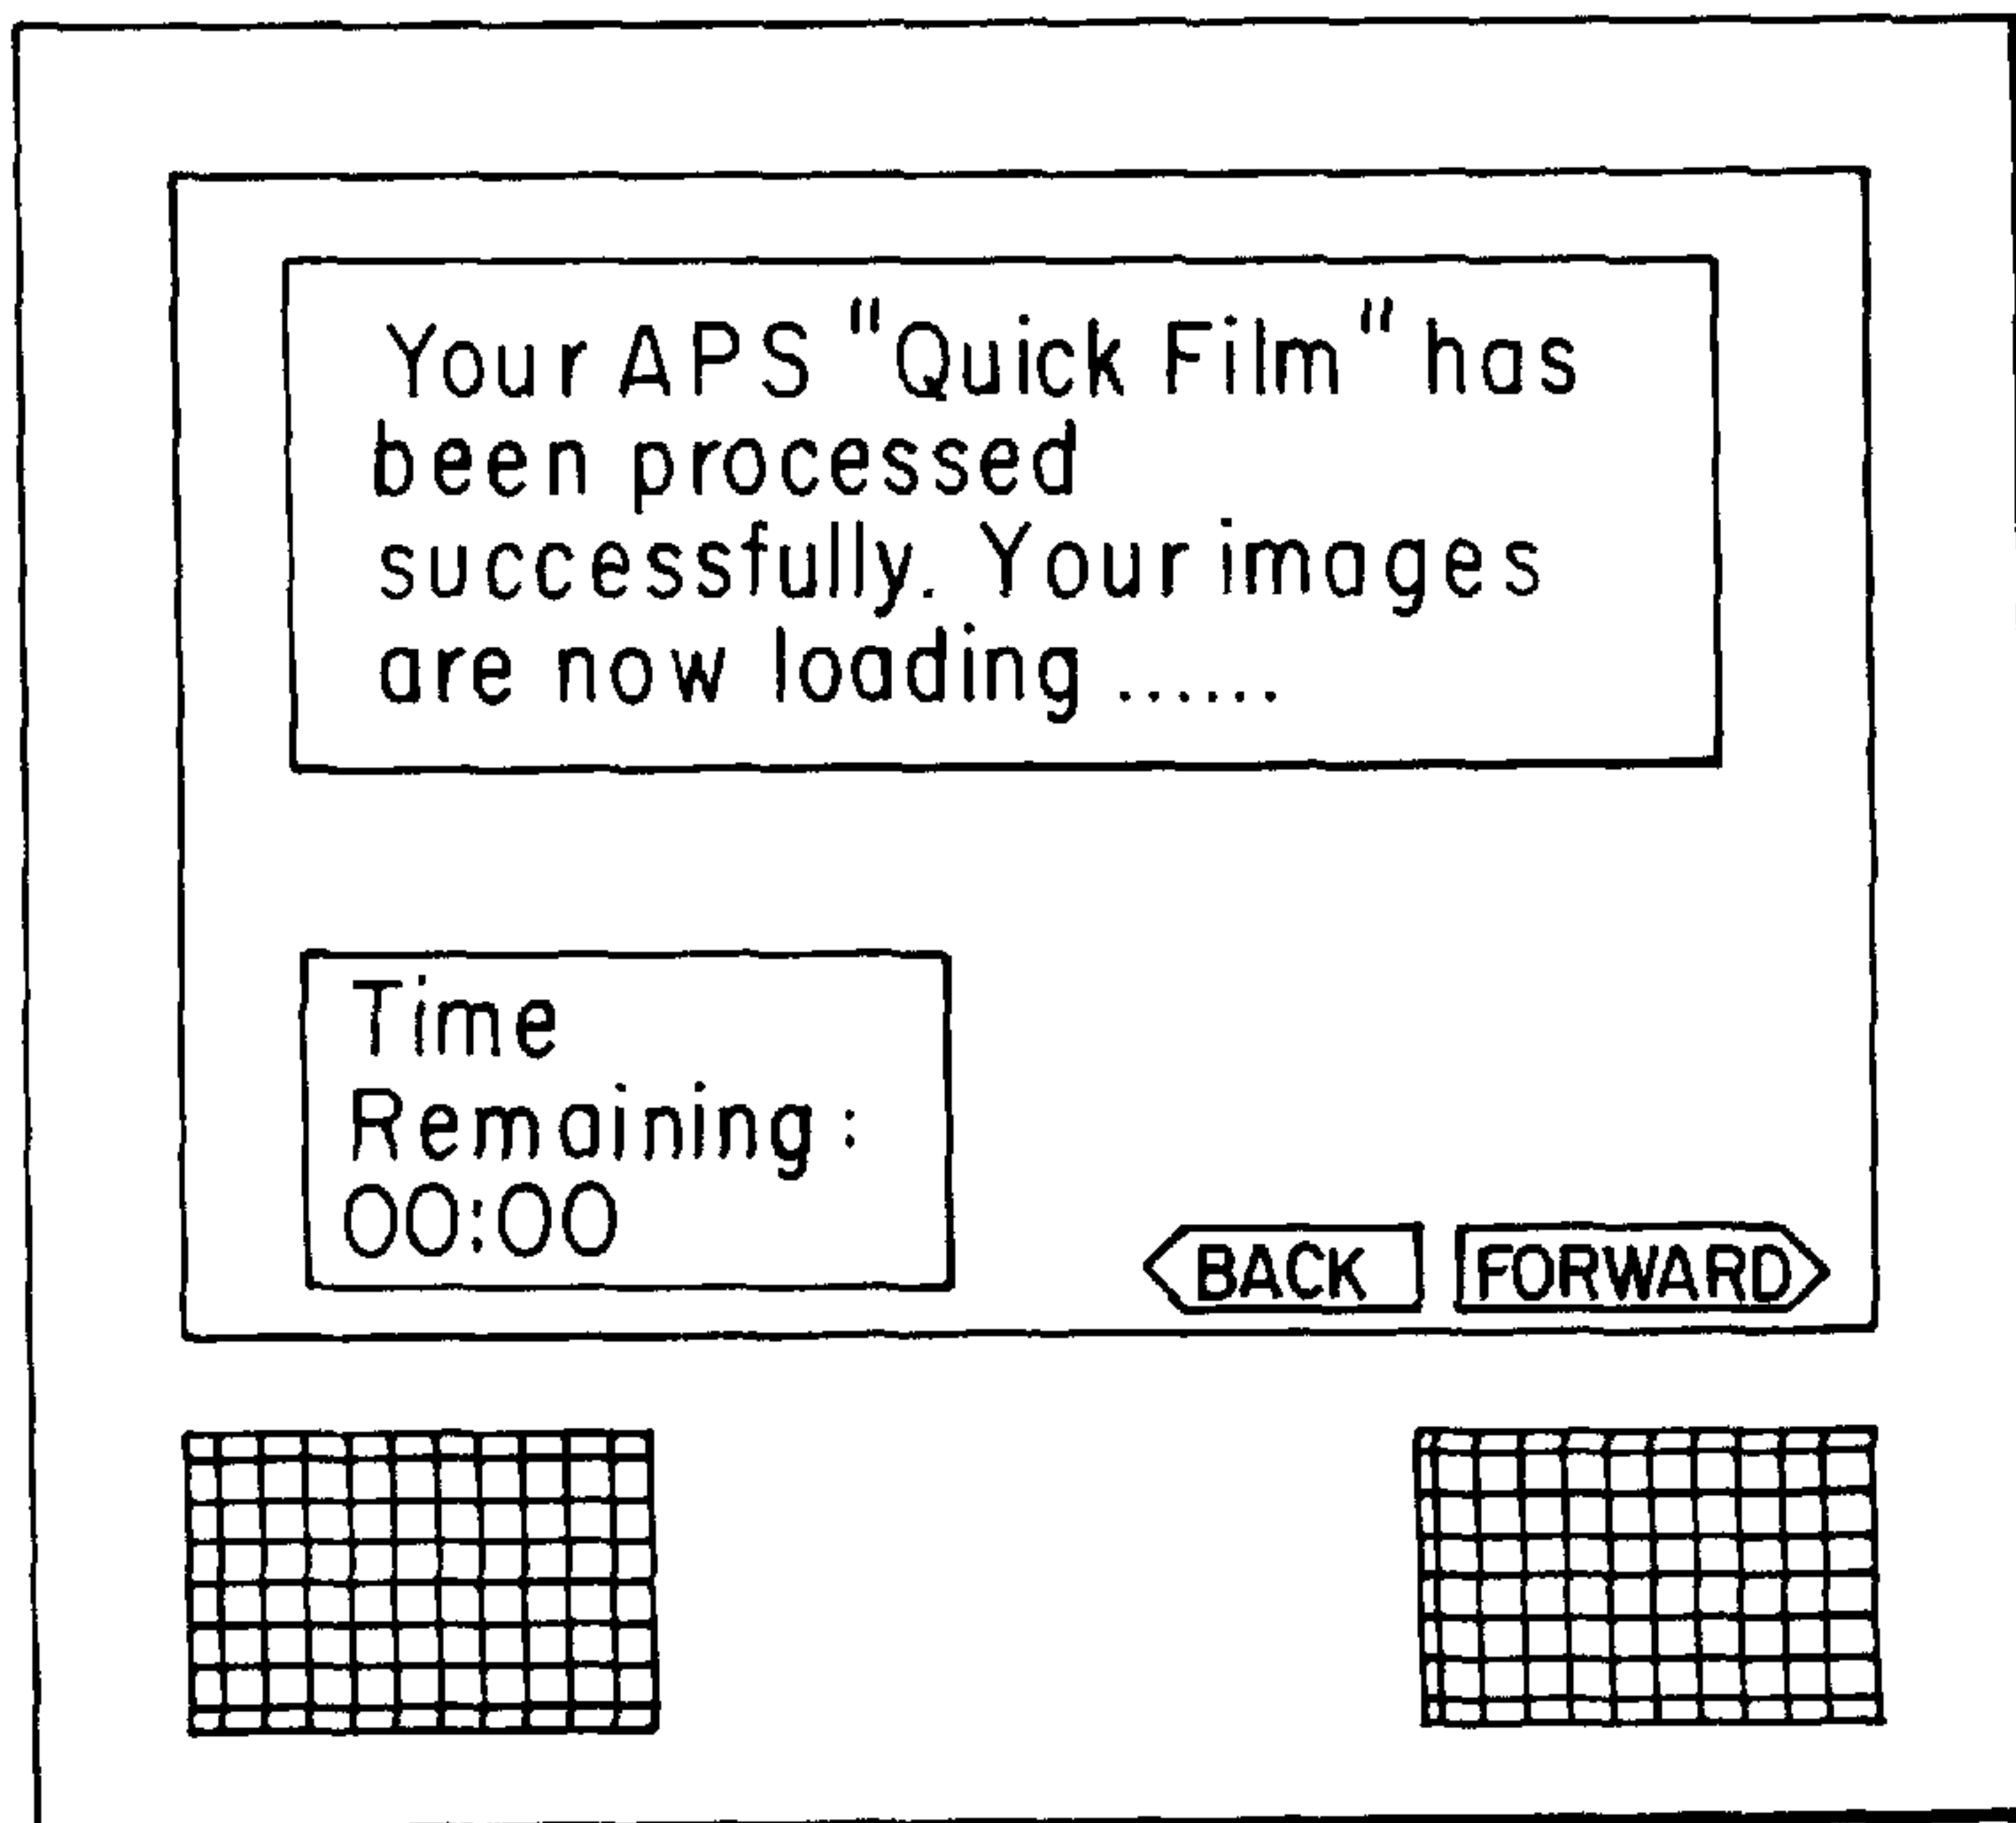 Your APS "Quick Film" has
been processed
successfully. Your images
are now loading ......
Time
Remaining:
00:00
BACK
FORWARD